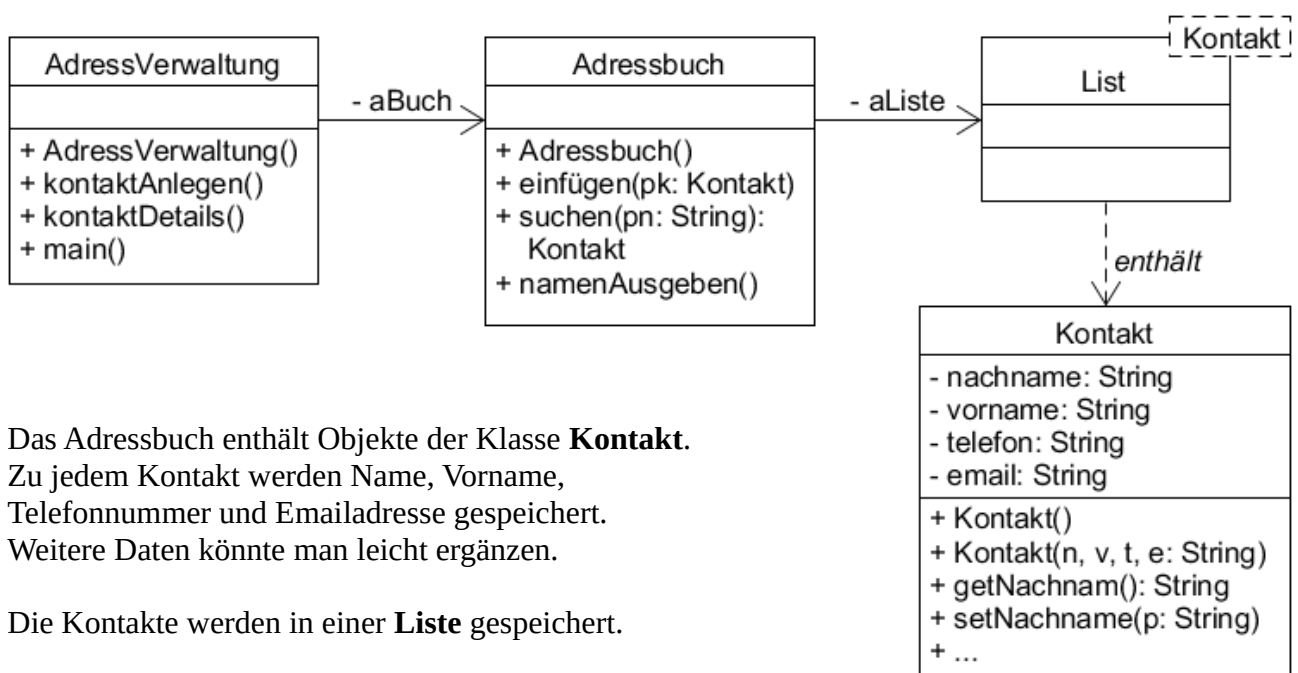 AdressVerwaltung
+ AdressVerwaltung()
+ kontaktAnlegen()
+ kontaktDetails()
+ main()
- aBuch
Adressbuch
+ Adressbuch()
+ einfügen(pk: Kontakt)
+ suchen(pn: String):
Kontakt
+ namenAusgeben()
- aListe
Kontakt
List
enthält
Kontakt
- nachname: String
- vorname: String
- telefon: String
- email: String
+ Kontakt()
+ Kontakt(n, v, t, e: String)
+ getNachnam(): String
+ setNachname(p: String)
+ ...
Das Adressbuch enthält Objekte der Klasse Kontakt.
Zu jedem Kontakt werden Name, Vorname,
Telefonnummer und Emailadresse gespeichert.
Weitere Daten könnte man leicht ergänzen.
Die Kontakte werden in einer Liste gespeichert.